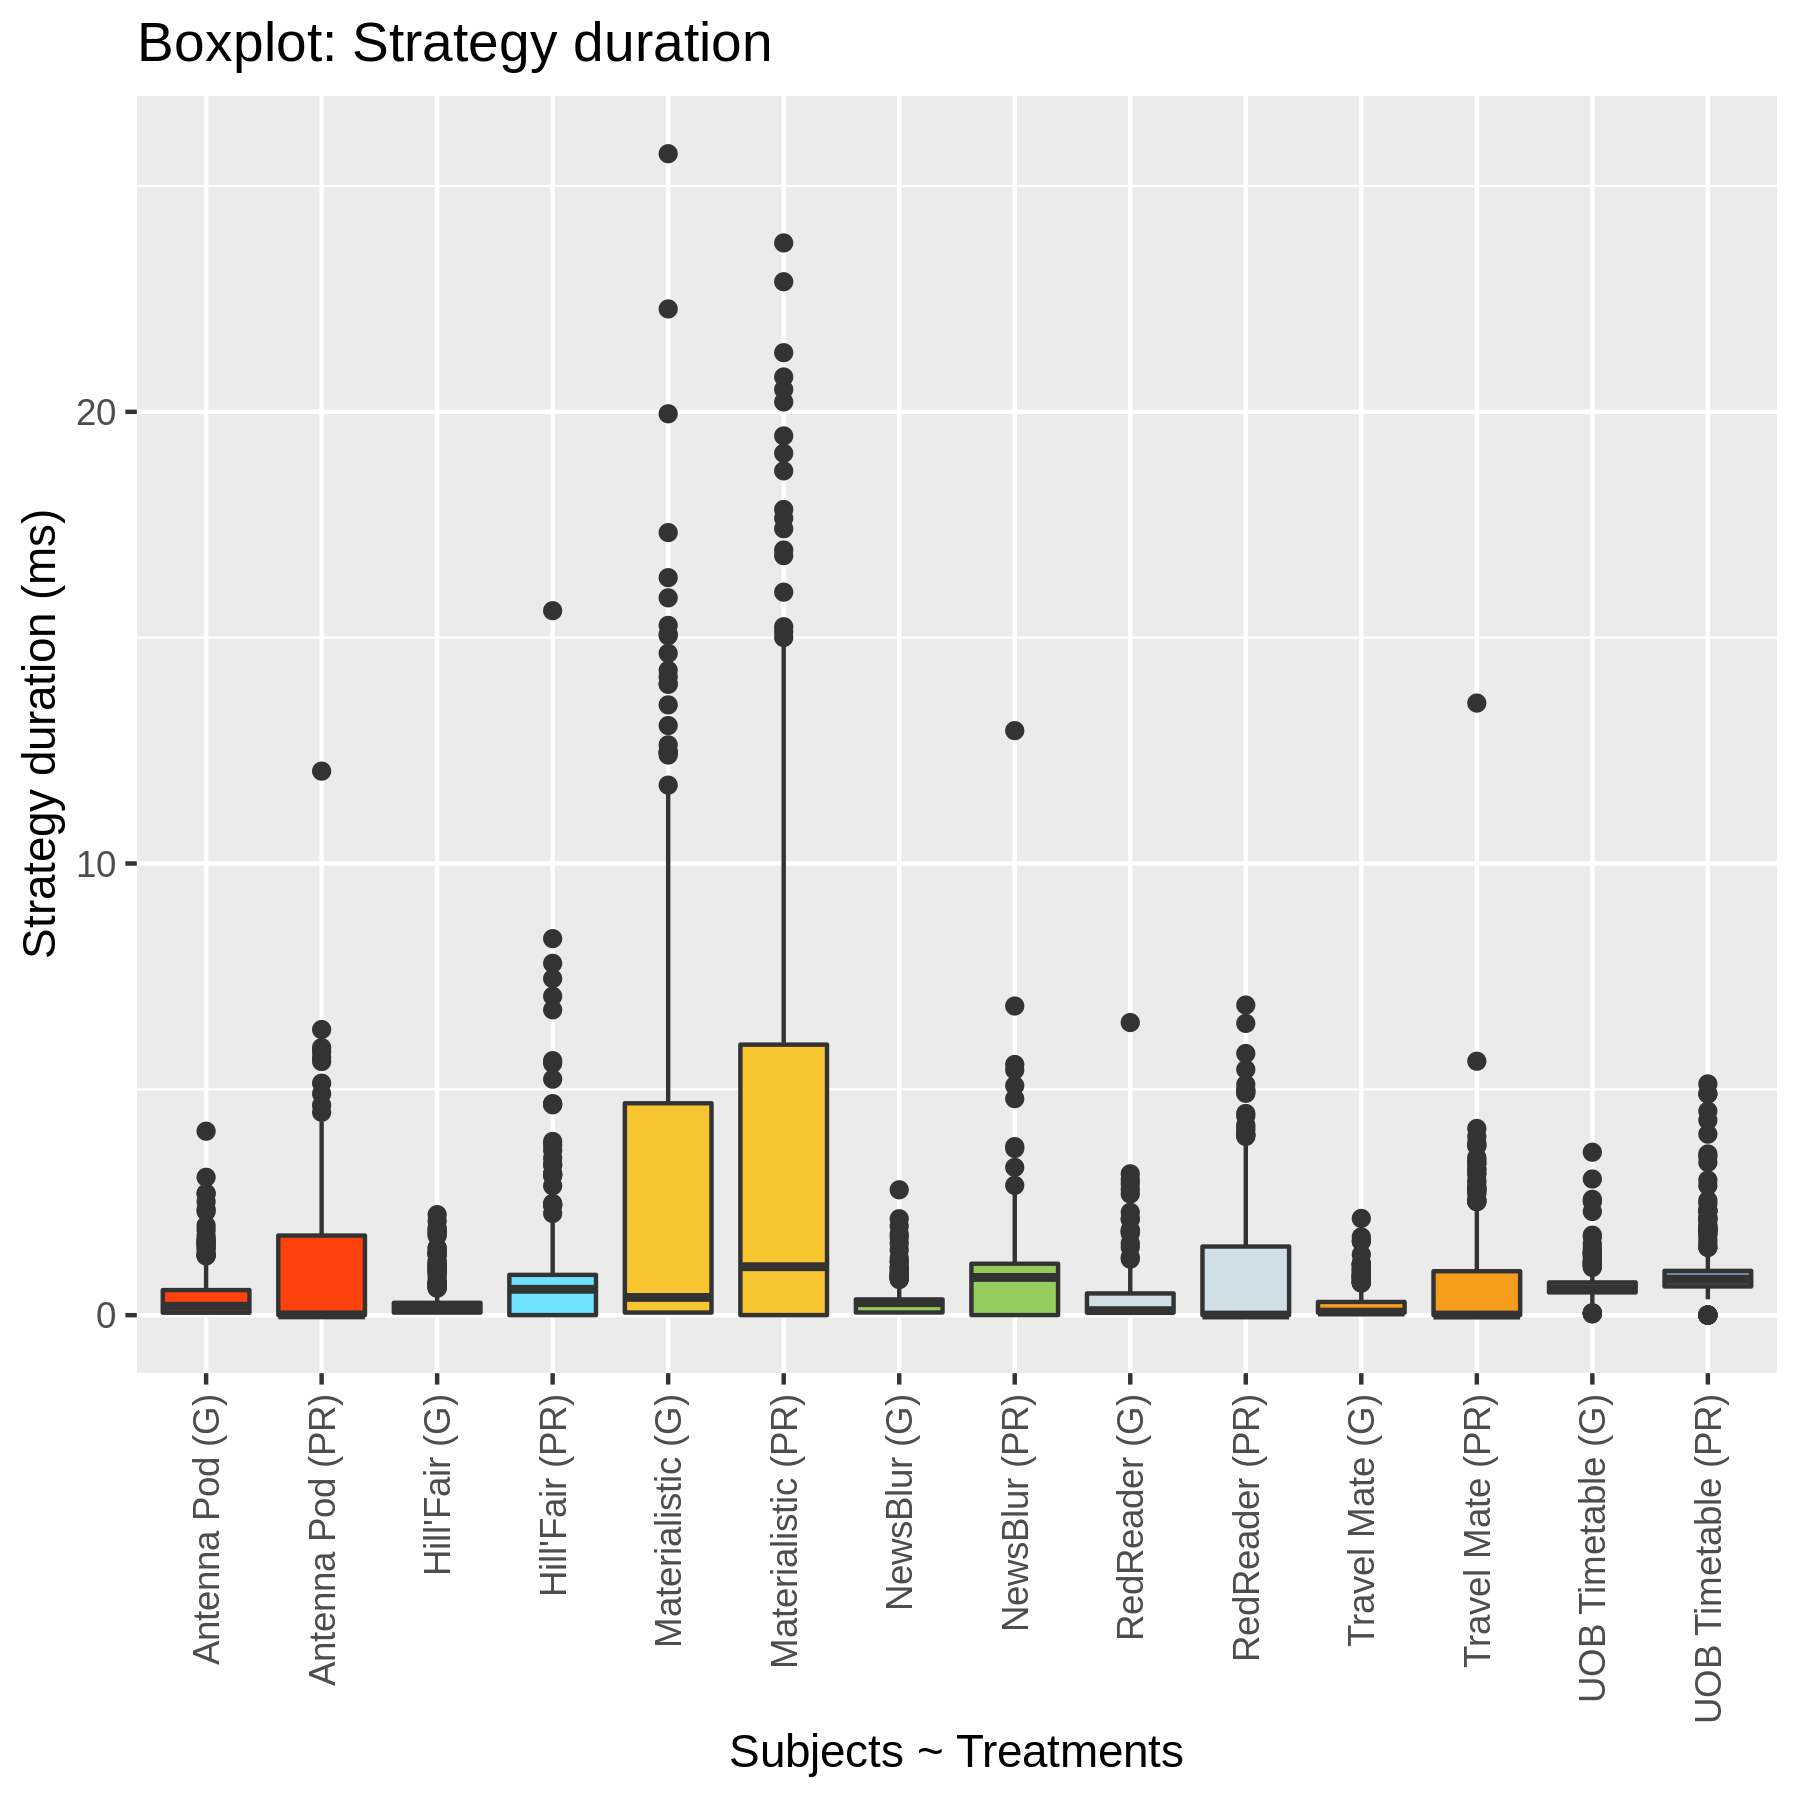 Boxplot: Strategy duration
Strategy duration (ms)
20
10
0
Antenna Pod (G)
Antenna Pod (PR)
Hill'Fair (G)
Hill'Fair (PR)
Materialistic (G)
Materialistic (PR)
NewsBlur (G)
NewsBlur (PR)
RedReader (G)
RedReader (PR)
Travel Mate (G)
Travel Mate (PR)
UOB Timetable (G)
UOB Timetable (PR)
Subjects ~ Treatments